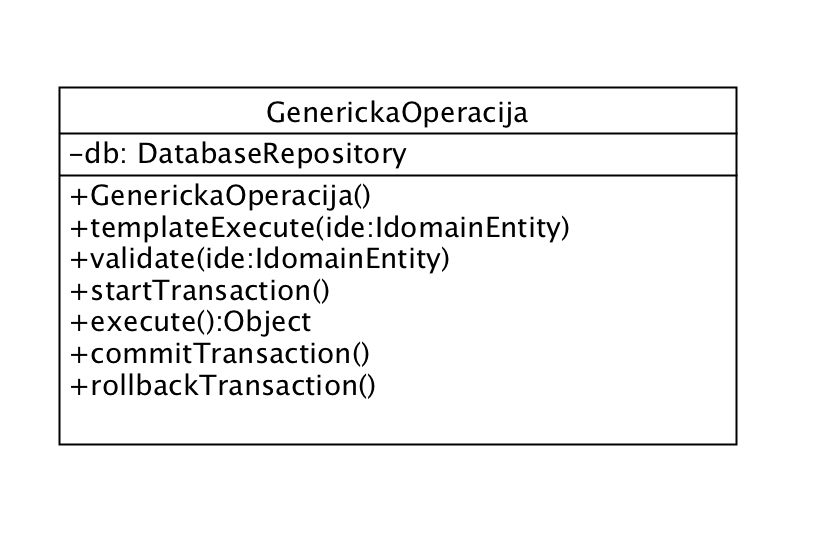 GenerickaOperacija
-db: DatabaseRepository
+GenerickaOperacija()
+templateExecute(ide:IdomainEntity)
+validate(ide:IdomainEntity)
+startTransaction()
+execute():Object
+commitTransaction()
+rollbackTransaction()